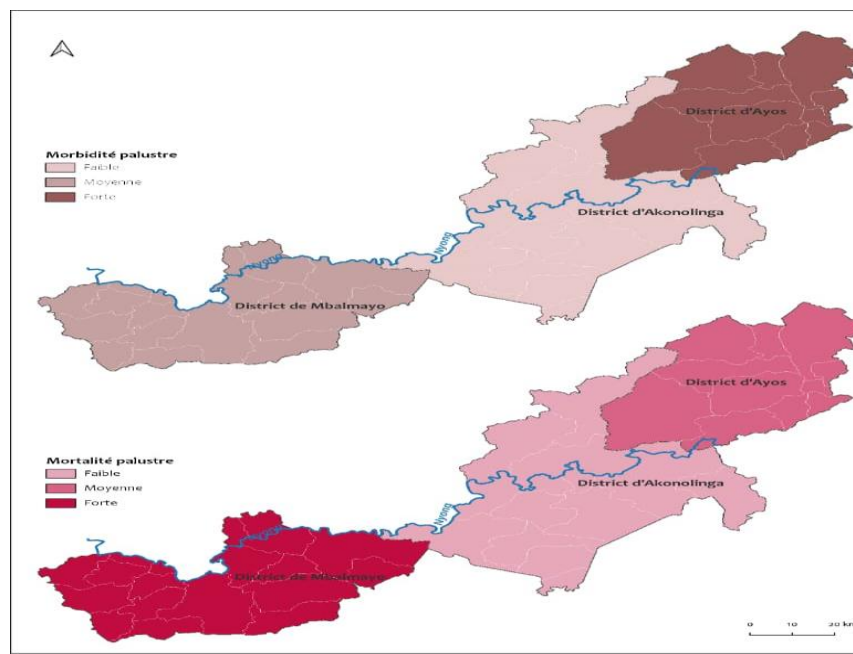 District d'Ayos
Morbidité palustre
Faible
Moyenne
Forte
District d'Akonolinga
Nyong
Nyong
District de Mbalmayo
District d'Ayos
Mortalité palustre
Faible
Moyenne
Forte
District d'Akonolinga
Nyong
District de Mbalmayo
0 10 20 km